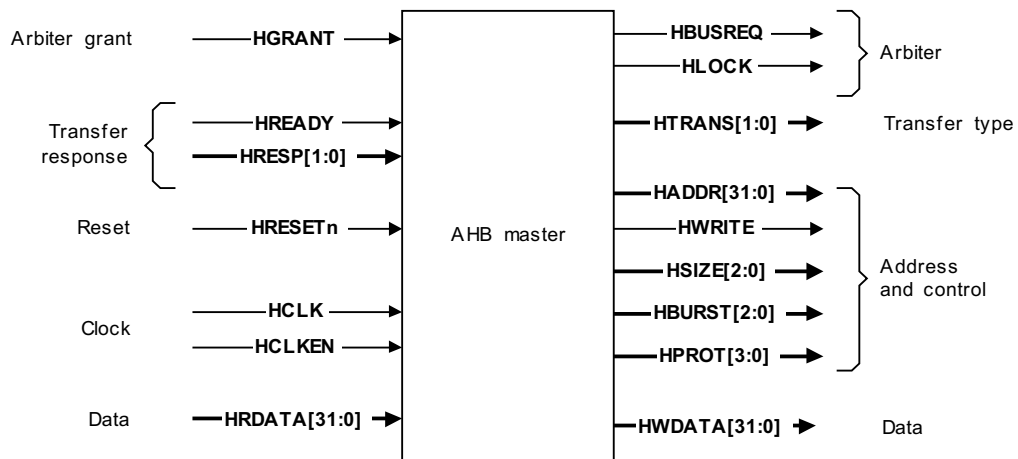 Arbiter grant
HGRANT
Transfer
response
HREADY
HRESP[1:0]
Reset
HRESETn
Clock
HCLK
HCLKEN
Data
HRDATA[31:0]
AHB master
HBUSREQ
HLOCK
Arbiter
HTRANS[1:0]
Transfer type
HADDR[31:0]
HWRITE
HSIZE[2:0]
HBURST[2:0]
HPROT[3:0]
Address
and control
HWDATA[31:0]
Data